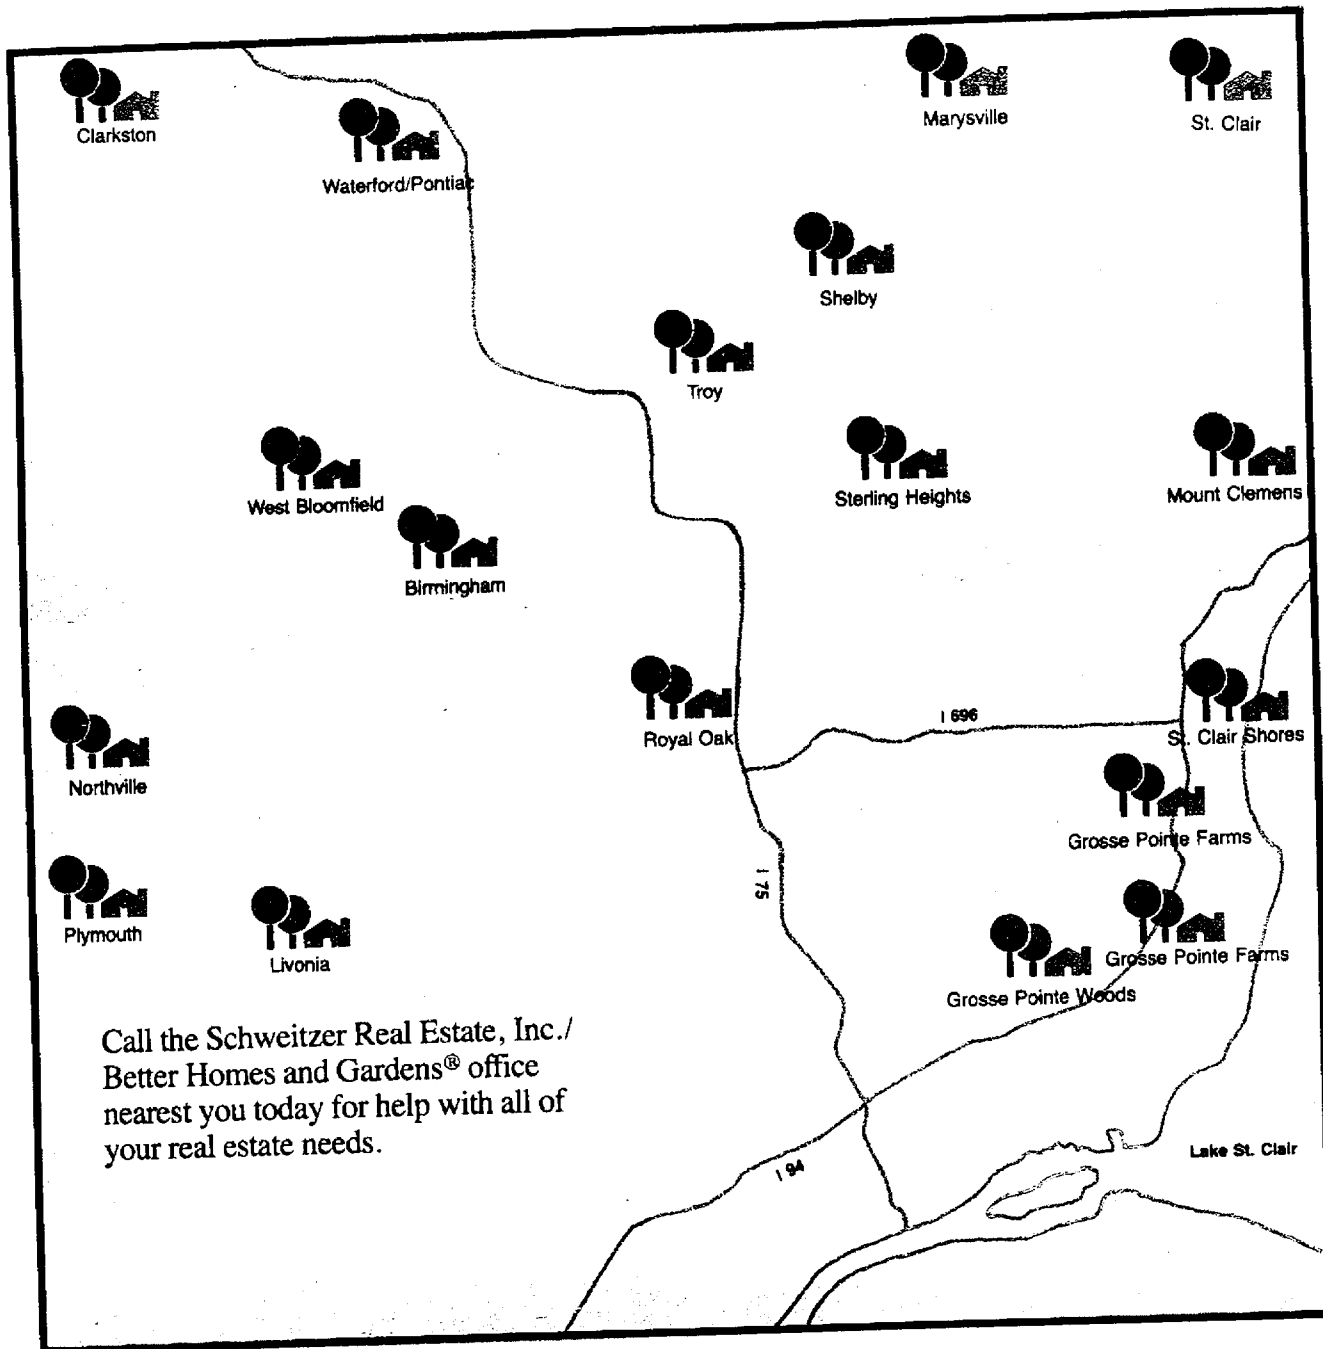 Clarkston
Waterford/Pontiac
Marysville
St. Clair
Shelby
Troy
West Bloomfield
Sterling Heights
Mount Clemens
Birmingham
Royal Oak
I 696
St. Clair Shores
Northville
Grosse Pointe Farms
I 75
Plymouth
Livonia
Grosse Pointe Farms
Grosse Pointe Woods
Call the Schweitzer Real Estate, Inc./
Better Homes and Gardens® office
nearest you today for help with all of
your real estate needs.
I 94
Lake St. Clair